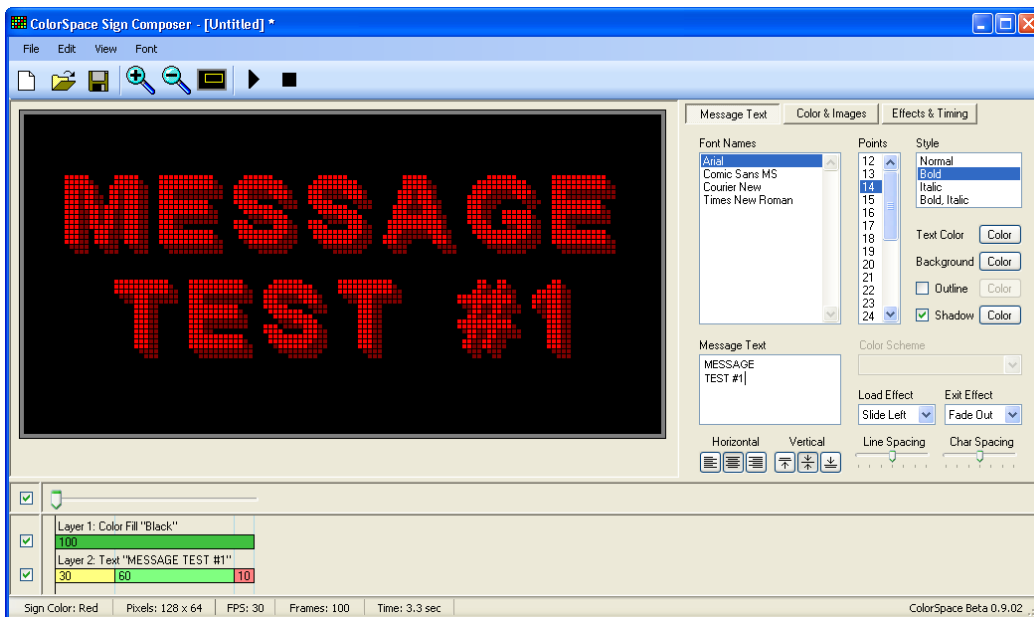 ColorSpace Sign Composer - [Untitled] *
File Edit View Font
MESSAGE
TEST #1
Message Text Color & Images Effects & Timing
Font Names
Arial
Comic Sans MS
Courier New
Times New Roman
Points
12
13
14
15
16
17
18
19
20
21
22
23
24
Style
Normal
Bold
Italic
Bold, Italic
Text Color Color
Background Color
Outline Color
Shadow Color
Message Text
MESSAGE
TEST #1
Color Scheme
Load Effect Exit Effect
Slide Left Fade Out
Horizontal Vertical Line Spacing Char Spacing
Layer 1: Color Fill "Black"
100
Layer 2: Text "MESSAGE TEST #1"
30 60 10
Sign Color: Red Pixels: 128 x 64 FPS: 30 Frames: 100 Time: 3.3 sec ColorSpace Beta 0.9.02